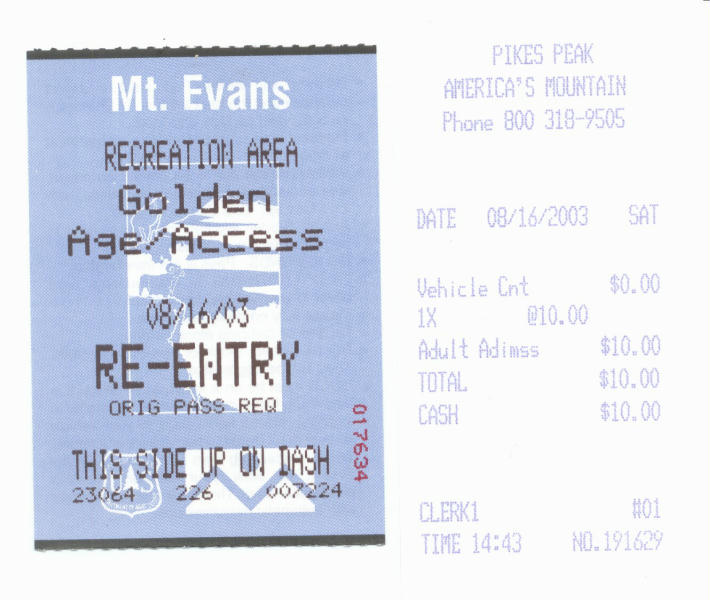 Mt. Evans
RECREATION AREA
Golden
Age/Access
08/16/03
RE-ENTRY
ORIG PASS REQ
017634
THIS SIDE UP ON DASH
23064 226 007224
PIKES PEAK
AMERICA'S MOUNTAIN
Phone 800 318-9505
DATE 08/16/2003 SAT
Vehicle Cnt $0.00
1X @10.00
Adult Adimss $10.00
TOTAL $10.00
CASH $10.00
CLERK1 #01
TIME 14:43 NO.191629